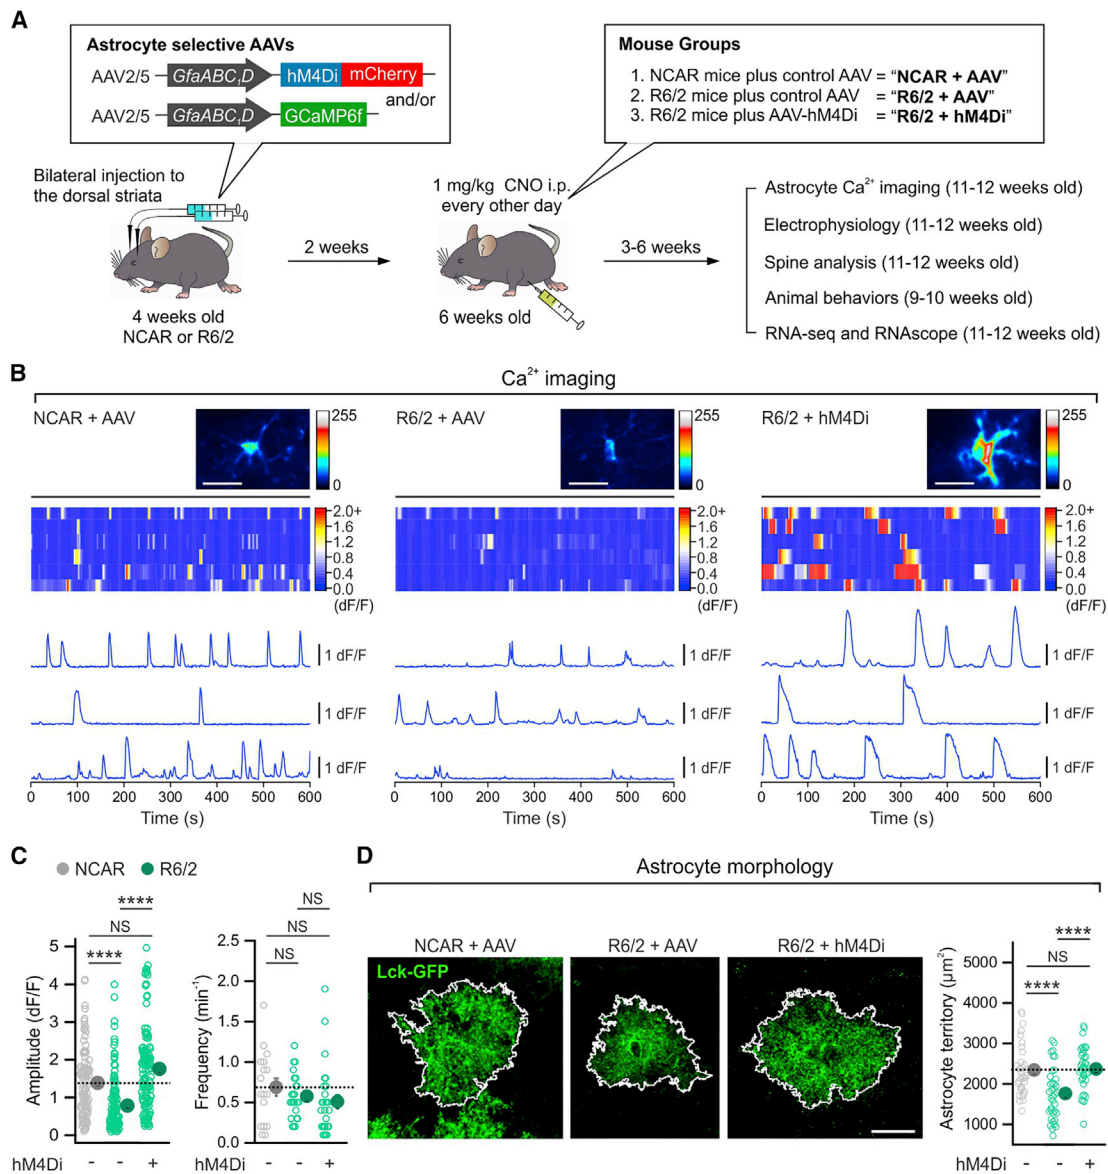 A
Astrocyte selective AAVs
AAV2/5 GfaABC₁D hM4Di mCherry
and/or
AAV2/5 GfaABC₁D GCaMP6f
Mouse Groups
1. NCAR mice plus control AAV = “NCAR + AAV”
2. R6/2 mice plus control AAV = “R6/2 + AAV”
3. R6/2 mice plus AAV-hM4Di = “R6/2 + hM4Di”
Bilateral injection to
the dorsal striata
2 weeks
4 weeks old
NCAR or R6/2
1 mg/kg CNO i.p.
every other day
6 weeks old
3-6 weeks
Astrocyte Ca²⁺ imaging (11-12 weeks old)
Electrophysiology (11-12 weeks old)
Spine analysis (11-12 weeks old)
Animal behaviors (9-10 weeks old)
RNA-seq and RNAscope (11-12 weeks old)
B
Ca²⁺ imaging
NCAR + AAV
255
0
2.0+
1.6
1.2
0.8
0.4
0
(dF/F)
1 dF/F
1 dF/F
1 dF/F
0 100 200 300 400 500 600
Time (s)
R6/2 + AAV
255
0
2.0+
1.6
1.2
0.8
0.4
0
(dF/F)
1 dF/F
1 dF/F
1 dF/F
0 100 200 300 400 500 600
Time (s)
R6/2 + hM4Di
255
0
2.0+
1.6
1.2
0.8
0.4
0
(dF/F)
1 dF/F
1 dF/F
1 dF/F
0 100 200 300 400 500 600
Time (s)
C
NCAR R6/2
****
NS
****
5
4
3
2
1
0
Amplitude (dF/F)
hM4Di - - +
NS
NS
NS
2.5
2.0
1.5
1.0
0.5
0.0
Frequency (min⁻¹)
hM4Di - - +
D
Astrocyte morphology
NCAR + AAV
Lck-GFP
R6/2 + AAV
R6/2 + hM4Di
****
NS
****
5000
4000
3000
2000
1000
Astrocyte territory (µm²)
hM4Di - - +